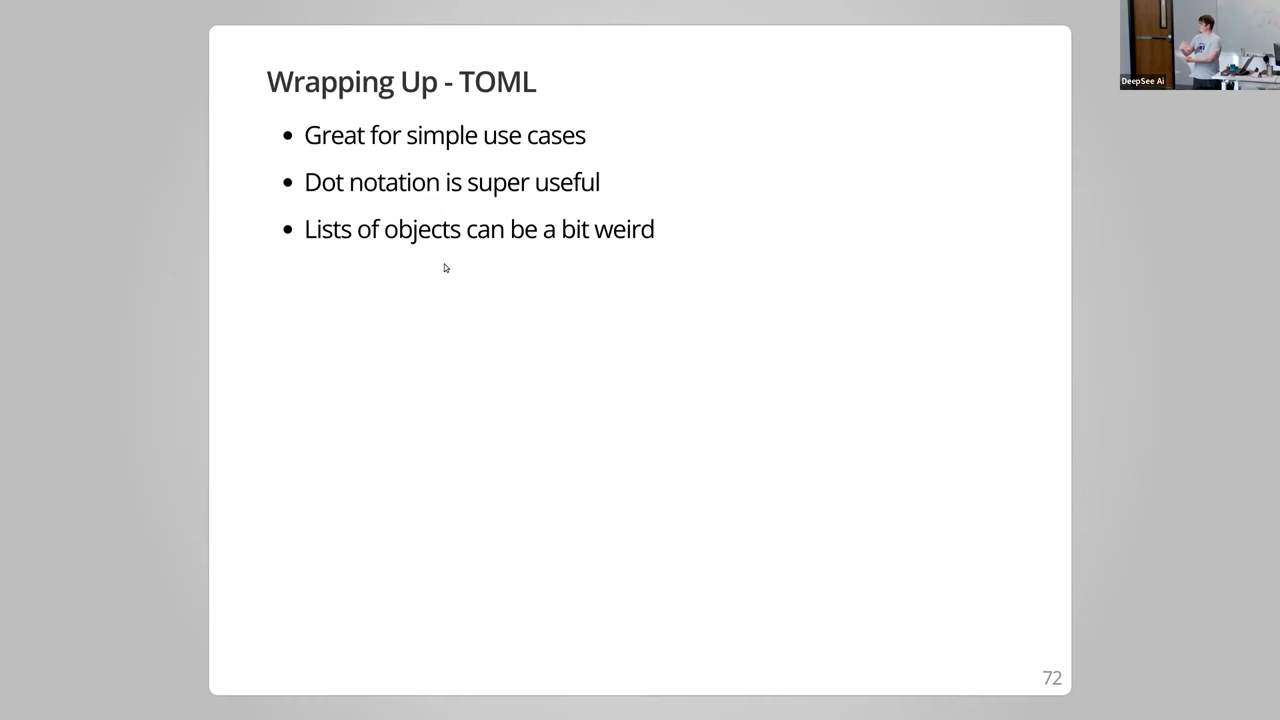 Wrapping Up - TOML
• Great for simple use cases
• Dot notation is super useful
• Lists of objects can be a bit weird
72
DeepSee Ai